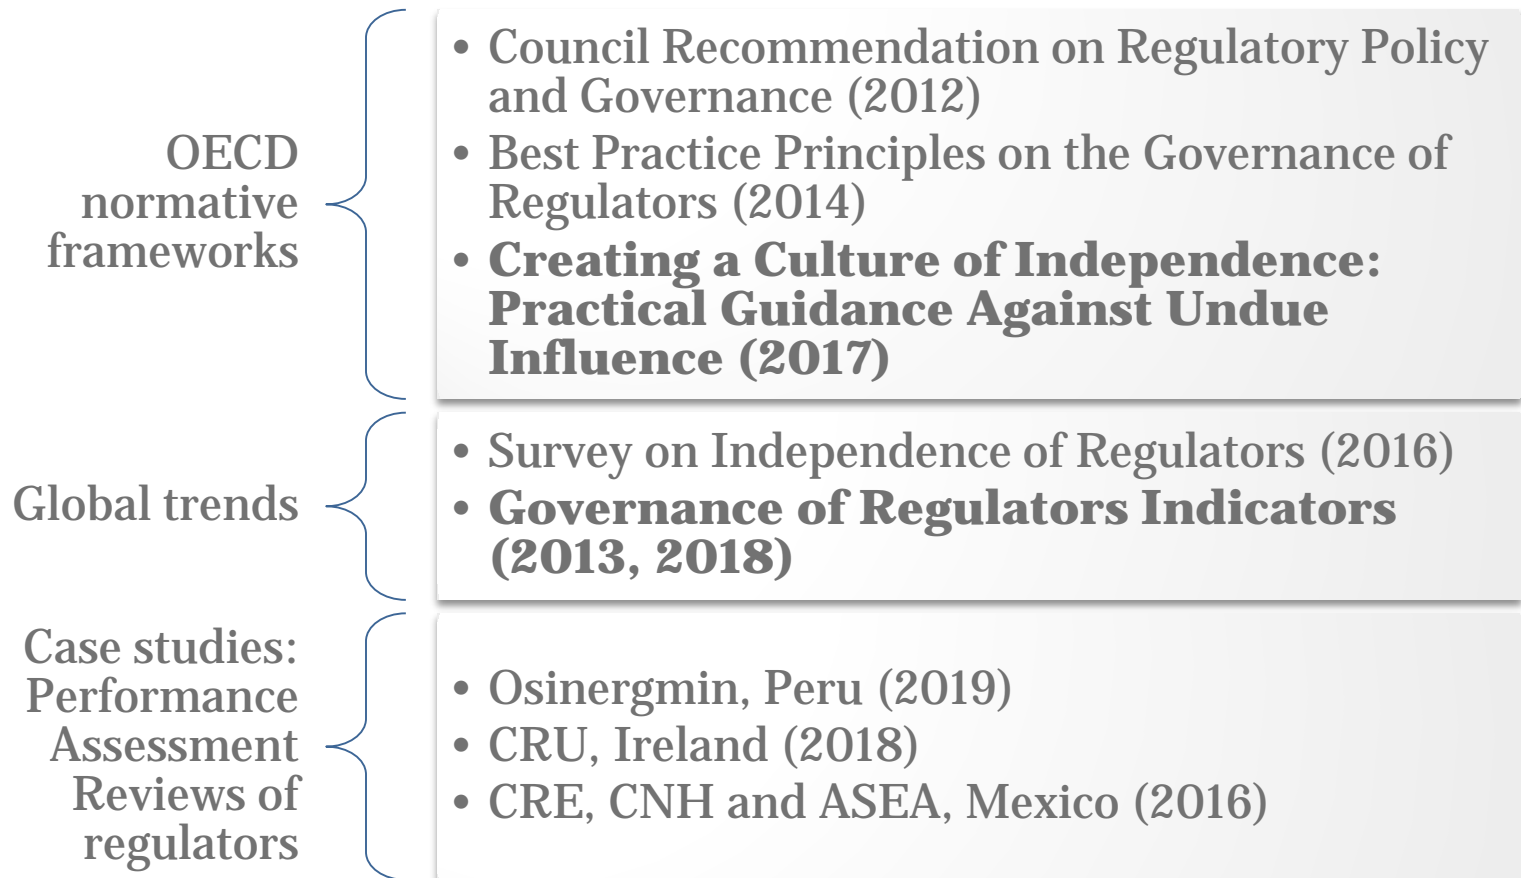 OECD
normative
frameworks
• Council Recommendation on Regulatory Policy
and Governance (2012)
• Best Practice Principles on the Governance of
Regulators (2014)
• Creating a Culture of Independence:
Practical Guidance Against Undue
Influence (2017)
Global trends
• Survey on Independence of Regulators (2016)
• Governance of Regulators Indicators
(2013, 2018)
Case studies:
Performance
Assessment
Reviews of
regulators
• Osinergmin, Peru (2019)
• CRU, Ireland (2018)
• CRE, CNH and ASEA, Mexico (2016)